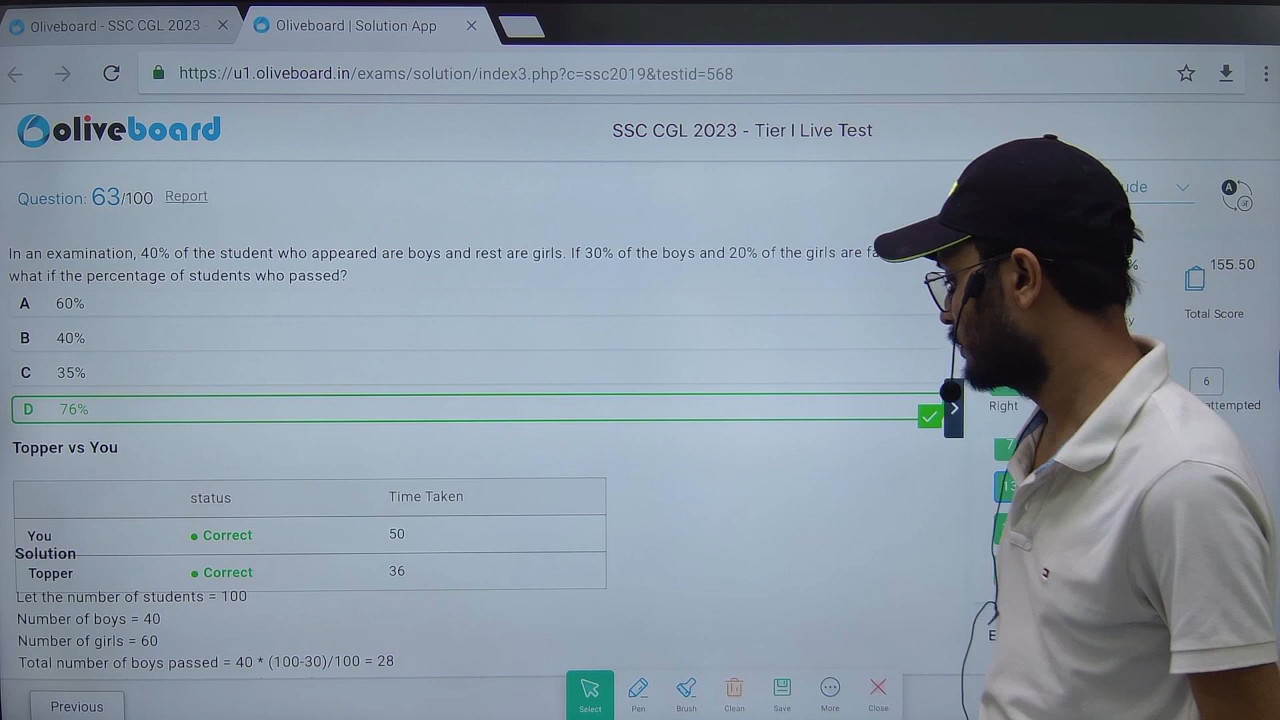 Oliveboard - SSC CGL 2023
Oliveboard | Solution App
https://u1.oliveboard.in/exams/solution/index3.php?c=ssc2019&testid=568
oliveboard
SSC CGL 2023 - Tier I Live Test
Question: 63/100 Report
In an examination, 40% of the student who appeared are boys and rest are girls. If 30% of the boys and 20% of the girls are
what if the percentage of students who passed?
155.50
Total Score
A 60%
B 40%
C 35%
D 76%
6
Right
Topper vs You
status Time Taken
You Correct 50
Solution
Topper Correct 36
Let the number of students = 100
Number of boys = 40
Number of girls = 60
Total number of boys passed = 40 * (100-30)/100 = 28
Previous
Select Pen Brush Clean Save More Close